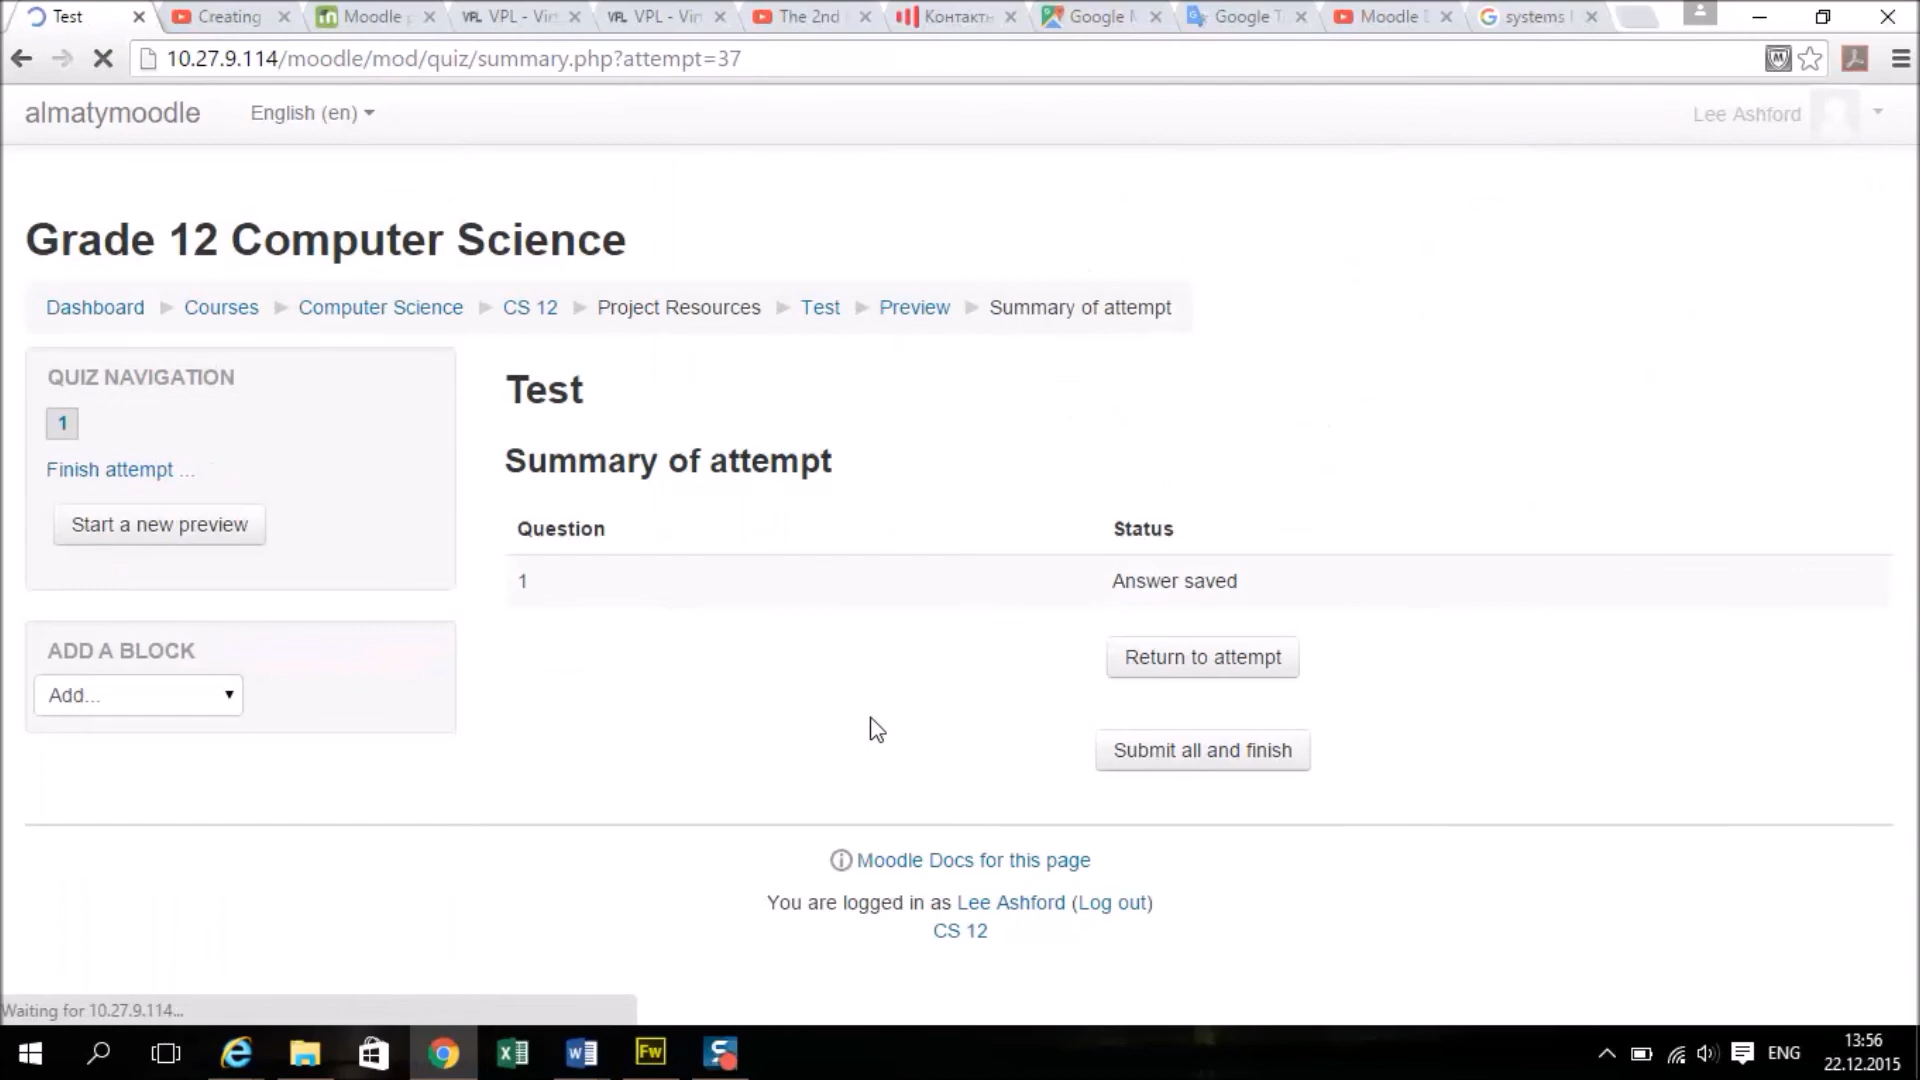 Test
Creating
Moodle
VPL - Vir
VPL - Vir
The 2nd
Контакт
Google
Google T
Moodle
systems
10.27.9.114/moodle/mod/quiz/summary.php?attempt=37
almatymoodle
English (en)
Lee Ashford
Grade 12 Computer Science
Dashboard
Courses
Computer Science
CS 12
Project Resources
Test
Preview
Summary of attempt
QUIZ NAVIGATION
1
Finish attempt ...
Start a new preview
ADD A BLOCK
Add...
Test
Summary of attempt
Question
Status
1
Answer saved
Return to attempt
Submit all and finish
Moodle Docs for this page
You are logged in as Lee Ashford (Log out)
CS 12
Waiting for 10.27.9.114...
Fw
ENG
13:56
22.12.2015